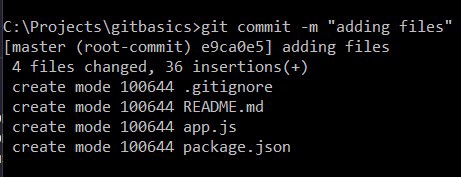 C:\Projects\gitbasics>git commit -m "adding files"
[master (root-commit) e9ca0e5] adding files
 4 files changed, 36 insertions(+)
 create mode 100644 .gitignore
 create mode 100644 README.md
 create mode 100644 app.js
 create mode 100644 package.json